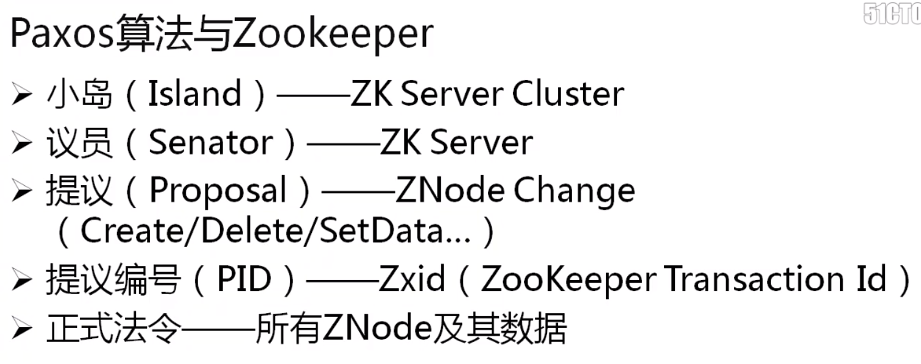 51CTO
Paxos算法与Zookeeper
➢ 小岛（Island）——ZK Server Cluster
➢ 议员（Senator）——ZK Server
➢ 提议（Proposal）——ZNode Change
（Create/Delete/SetData...）
➢ 提议编号（PID）——Zxid（ZooKeeper Transaction Id）
➢ 正式法令——所有ZNode及其数据